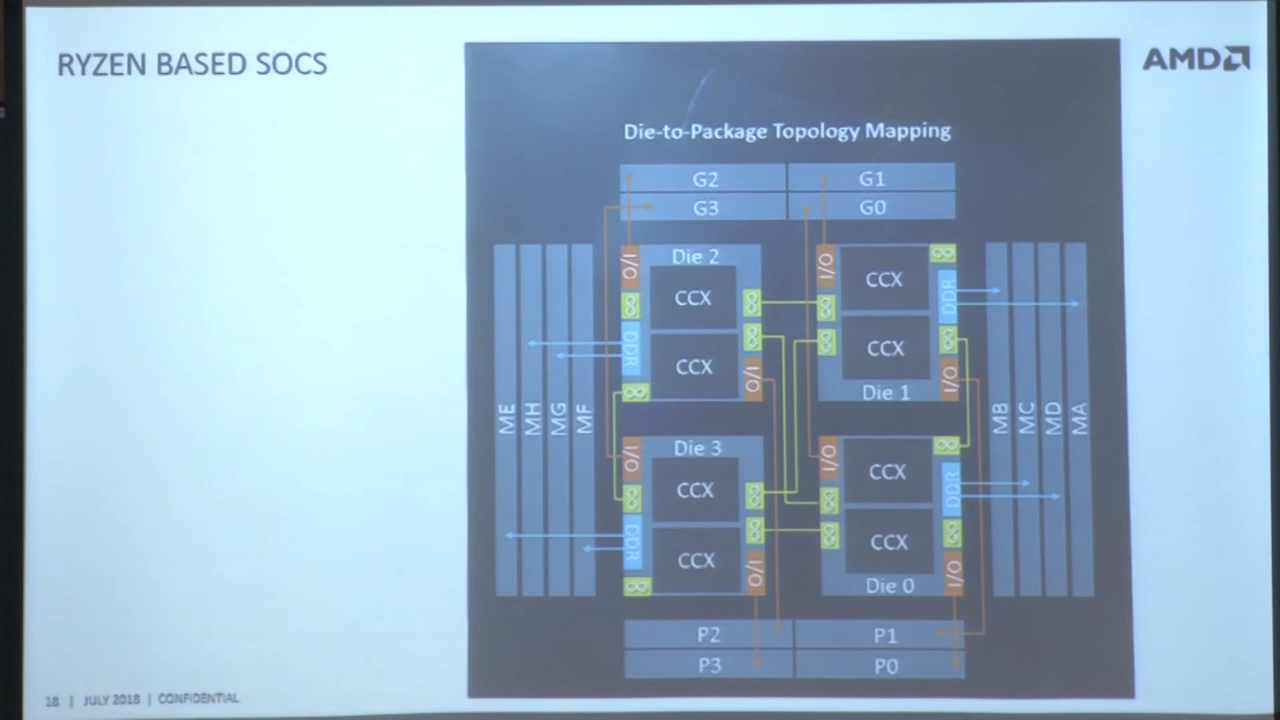 RYZEN BASED SOCS
AMD
Die-to-Package Topology Mapping
G2 G1
G3 G0
Die 2
I/O
CCX
DDR
CCX
I/O
I/O
CCX
DDR
CCX
I/O
Die 1
ME MH MG MF
MB MC MD MA
Die 3
I/O
CCX
DDR
CCX
I/O
I/O
CCX
DDR
CCX
I/O
Die 0
P2 P1
P3 P0
18 | JULY 2018 | CONFIDENTIAL